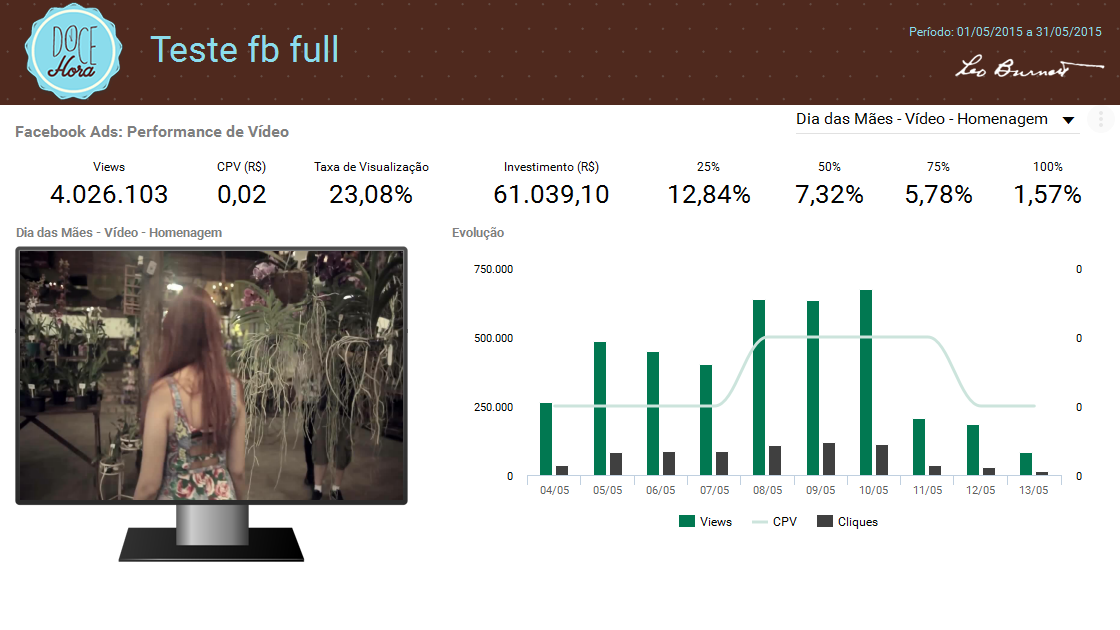 DOCE
Hora
Teste fb full
Período: 01/05/2015 a 31/05/2015
Leo Burnett
Facebook Ads: Performance de Vídeo
Dia das Mães - Vídeo - Homenagem
Views CPV (R$) Taxa de Visualização Investimento (R$) 25% 50% 75% 100%
4.026.103 0,02 23,08% 61.039,10 12,84% 7,32% 5,78% 1,57%
Dia das Mães - Vídeo - Homenagem
Evolução
750.000 0
500.000 0
250.000 0
0 0
04/05 05/05 06/05 07/05 08/05 09/05 10/05 11/05 12/05 13/05
Views CPV Cliques